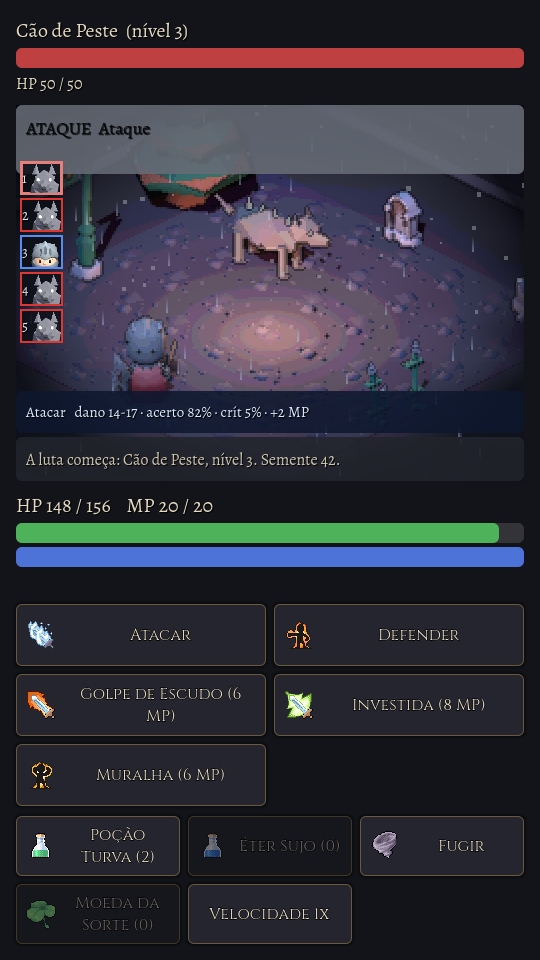 Cão de Peste (nível 3)
HP 50 / 50
ATAQUE Ataque
1
2
3
4
5
Atacar dano 14-17 · acerto 82% · crít 5% · +2 MP
A luta começa: Cão de Peste, nível 3. Semente 42.
HP 148 / 156 MP 20 / 20
Atacar
Defender
Golpe de Escudo (6
MP)
Investida (8 MP)
Muralha (6 MP)
Poção
Turva (2)
Éter Sujo (0)
Fugir
Moeda da
Sorte (0)
Velocidade 1x